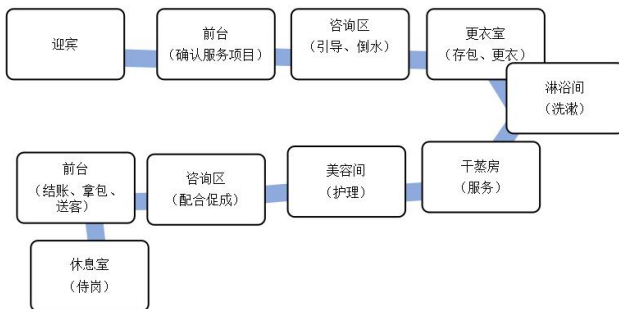 迎宾
前台
（确认服务项目）
咨询区
（引导、倒水）
更衣室
（存包、更衣）
淋浴间
（洗漱）
干蒸房
（服务）
美容间
（护理）
咨询区
（配合促成）
前台
（结账、拿包、
送客）
休息室
（侍岗）